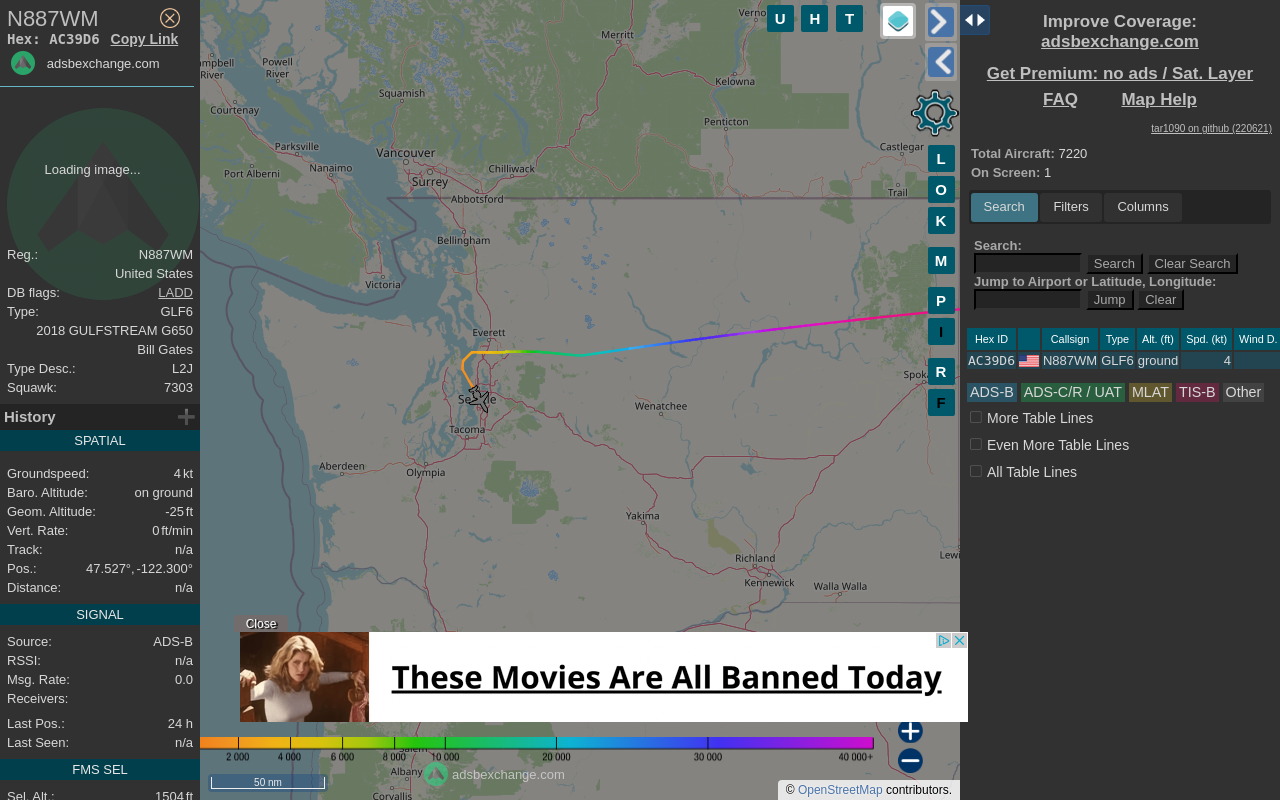 N887WM
Hex: AC39D6 Copy Link
adsbexchange.com
Loading image...
Reg.: N887WM
United States
DB flags: LADD
Type: GLF6
2018 GULFSTREAM G650
Bill Gates
Type Desc.: L2J
Squawk: 7303
History
SPATIAL
Groundspeed: 4 kt
Baro. Altitude: on ground
Geom. Altitude: -25 ft
Vert. Rate: 0 ft/min
Track: n/a
Pos.: 47.527°, -122.300°
Distance: n/a
SIGNAL
Source: ADS-B
RSSI: n/a
Msg. Rate: 0.0
Receivers:
Last Pos.: 24 h
Last Seen: n/a
FMS SEL
Sel. Alt.: 1504 ft
U H T
L
O
K
M
P
I
R
F
Merritt
Powell
River
River
Squamish
Kelowna
Courtenay
Penticton
Parksville
Vancouver
Castlegar
Nanaimo
Port Alberni
Chilliwack
Surrey
Trail
Abbotsford
Bellingham
Victoria
Everett
Wenatchee
Tacoma
Aberdeen
Olympia
Yakima
Richland
Kennewick
Walla Walla
Albany
Corvallis
Close
These Movies Are All Banned Today
2 000 4 000 6 000 8 000 10 000 20 000 30 000 40 000+
adsbexchange.com
50 nm
© OpenStreetMap contributors.
Improve Coverage:
adsbexchange.com
Get Premium: no ads / Sat. Layer
FAQ Map Help
tar1090 on github (220621)
Total Aircraft: 7220
On Screen: 1
Search Filters Columns
Search:
Search Clear Search
Jump to Airport or Latitude, Longitude:
Jump Clear
Hex ID Callsign Type Alt. (ft) Spd. (kt) Wind D.
AC39D6 N887WM GLF6 ground 4
ADS-B ADS-C/R / UAT MLAT TIS-B Other
More Table Lines
Even More Table Lines
All Table Lines